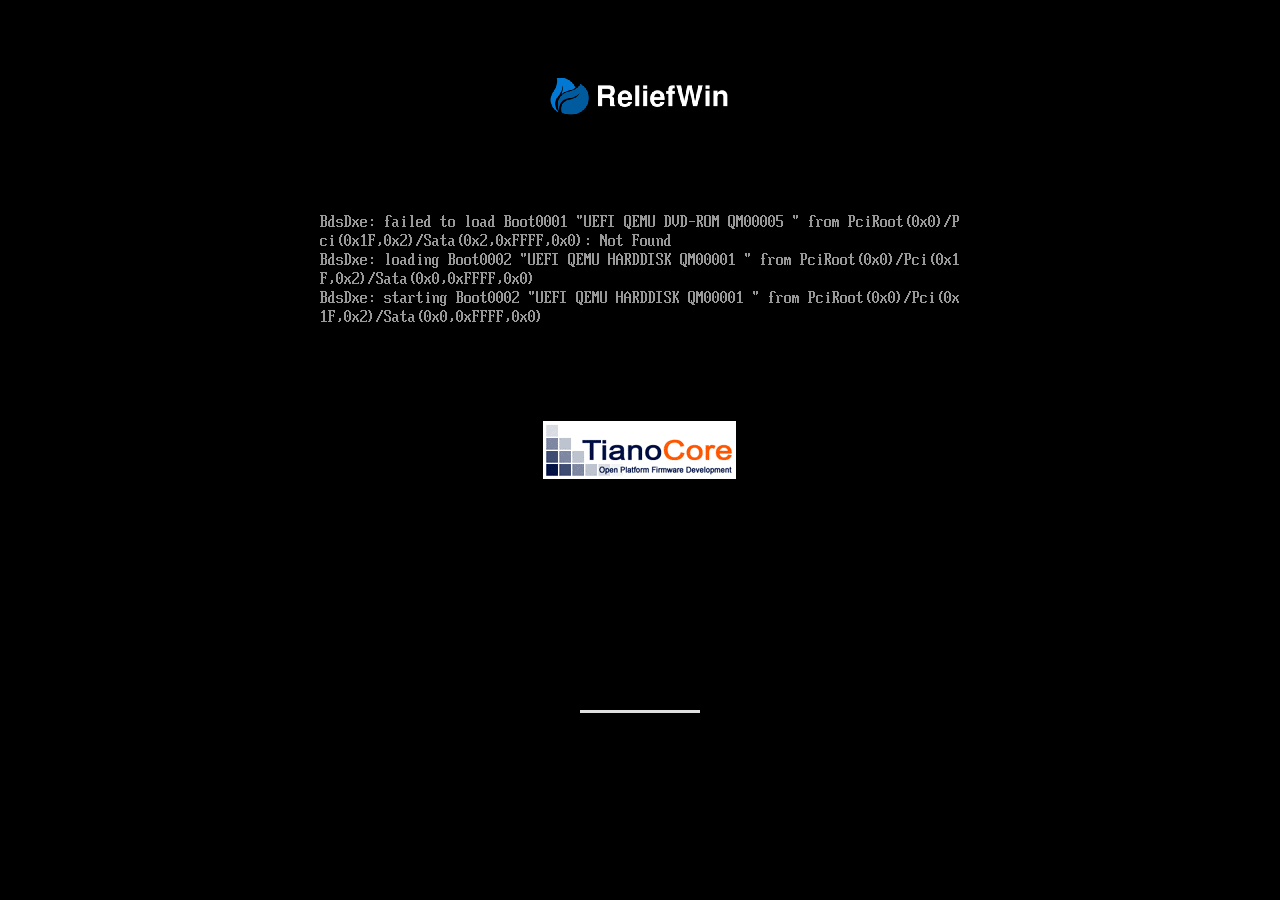 ReliefWin
BdsDxe: failed to load Boot0001 "UEFI QEMU DVD-ROM QM00005 " from PciRoot(0x0)/P
ci(0x1F,0x2)/Sata(0x2,0xFFFF,0x0): Not Found
BdsDxe: loading Boot0002 "UEFI QEMU HARDDISK QM00001 " from PciRoot(0x0)/Pci(0x1
F,0x2)/Sata(0x0,0xFFFF,0x0)
BdsDxe: starting Boot0002 "UEFI QEMU HARDDISK QM00001 " from PciRoot(0x0)/Pci(0x
1F,0x2)/Sata(0x0,0xFFFF,0x0)
TianoCore
Open Platform Firmware Development